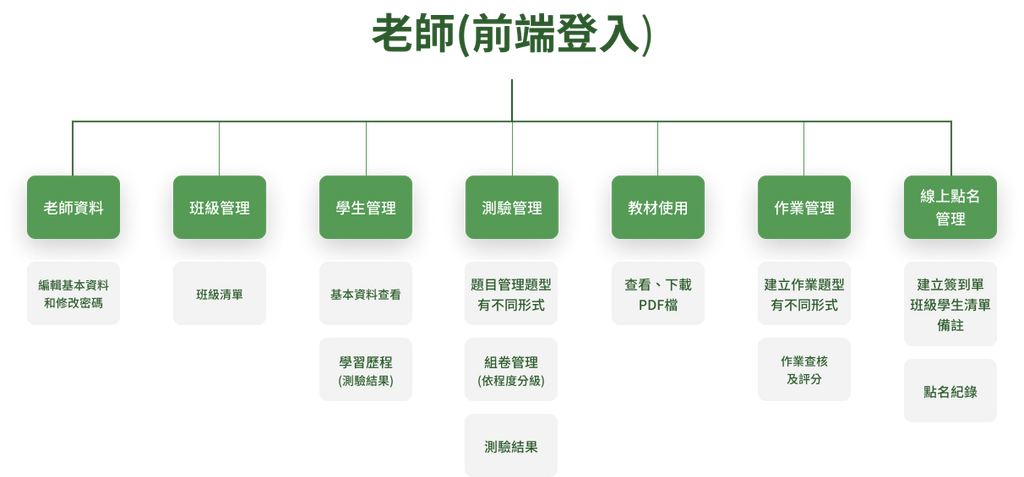 老師(前端登入)
老師資料
編輯基本資料
和修改密碼
班級管理
班級清單
學生管理
基本資料查看
學習歷程
(測驗結果)
測驗管理
題目管理題型
有不同形式
組卷管理
(依程度分級)
測驗結果
教材使用
查看、下載
PDF檔
作業管理
建立作業題型
有不同形式
作業查核
及評分
線上點名
管理
建立簽到單
班級學生清單
備註
點名紀錄